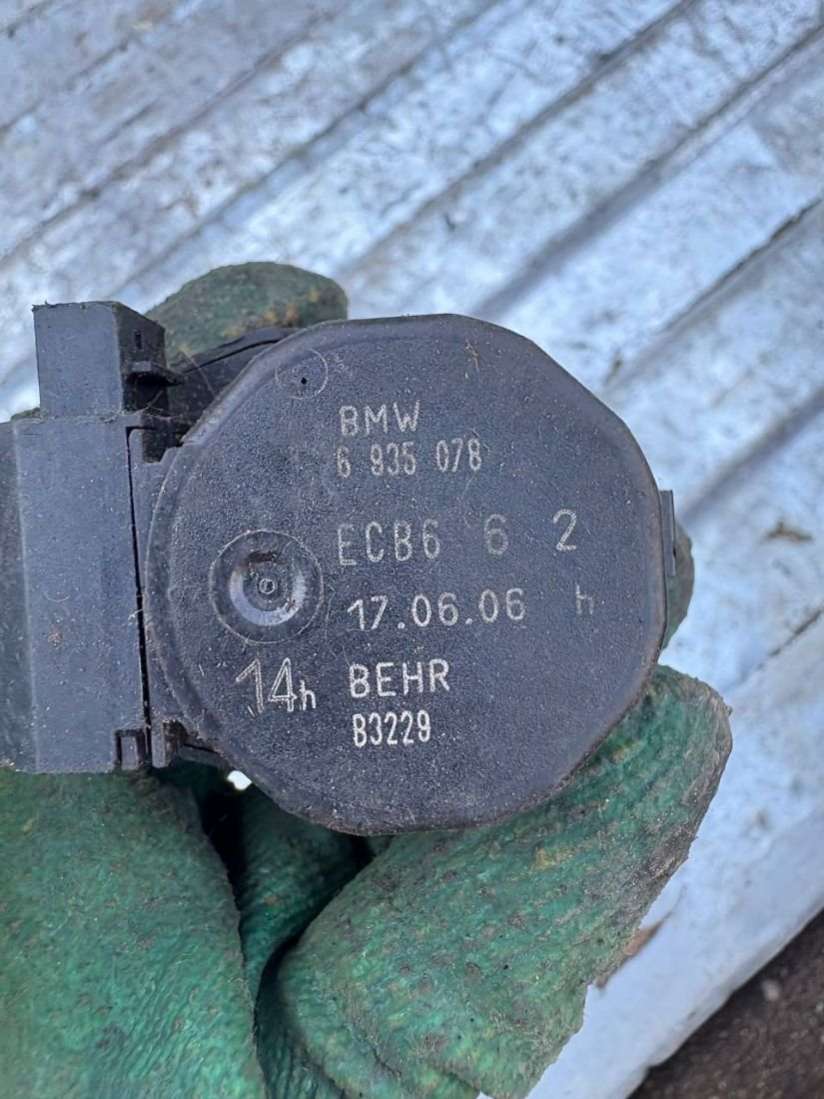 BMW
6 935 078
ECB6 6 2
17.06.06 h
14h BEHR
B3229